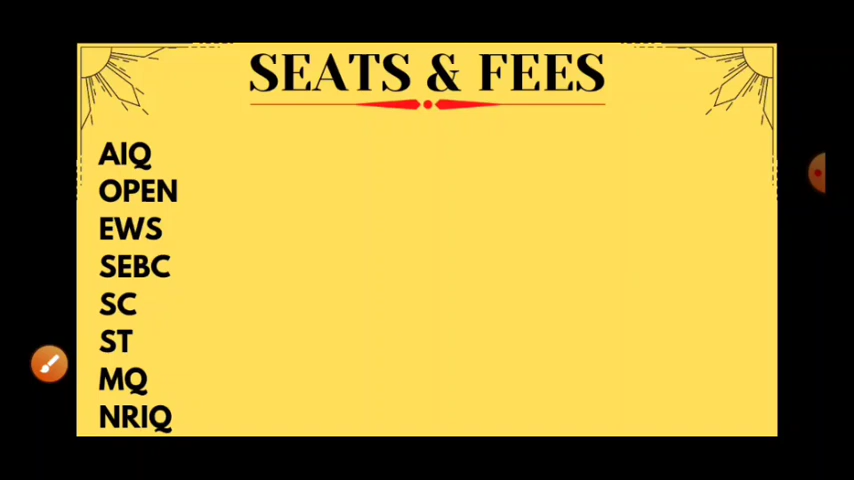 SEATS & FEES
AIQ
OPEN
EWS
SEBC
SC
ST
MQ
NRIQ